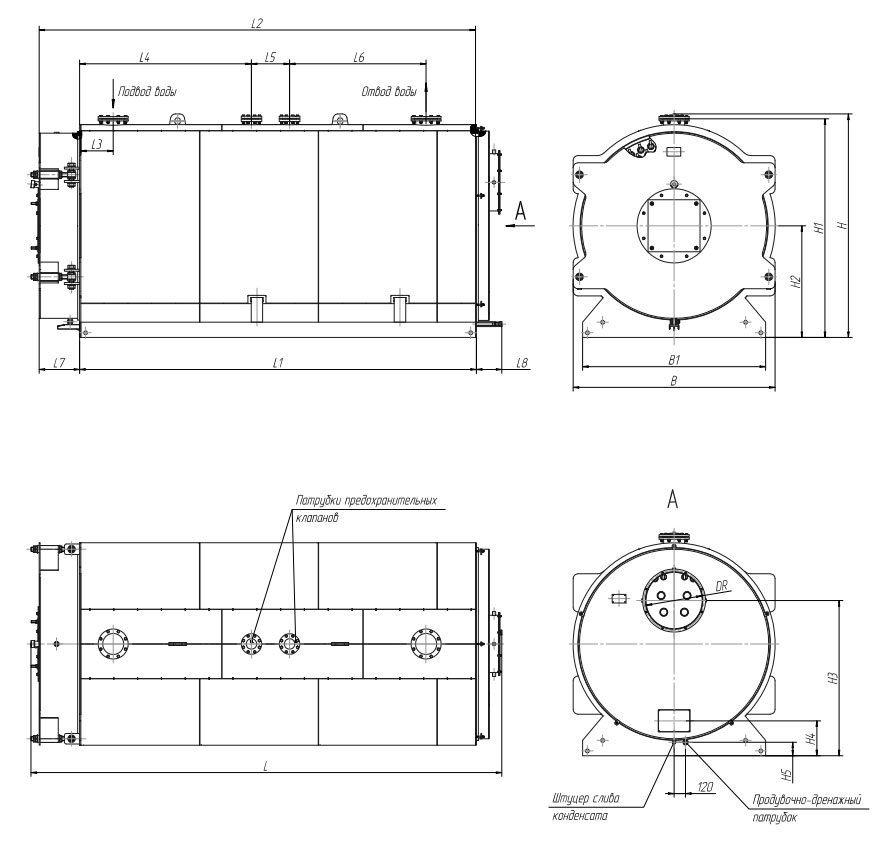 L2
L4
L5
L6
Подвод воды
Отвод воды
L3
А
H2
H1
H
L7
L1
L8
B1
B
Патрубки предохранительных
клапанов
А
DR
H3
H4
H5
L
120
Штуцер слива
конденсата
Продувочно-дренажный
патрубок